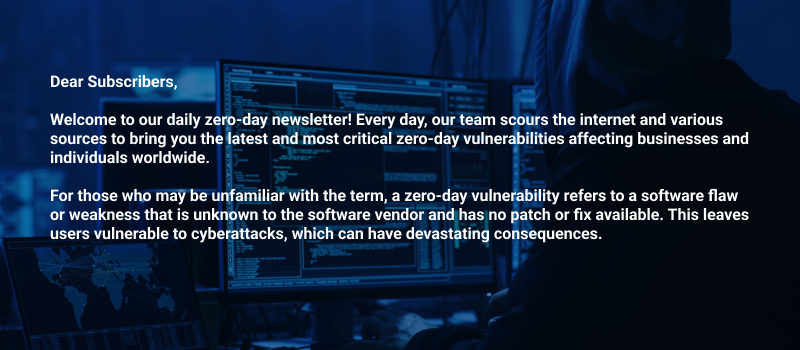 Dear Subscribers,
Welcome to our daily zero-day newsletter! Every day, our team scours the internet and various
sources to bring you the latest and most critical zero-day vulnerabilities affecting businesses and
individuals worldwide.
For those who may be unfamiliar with the term, a zero-day vulnerability refers to a software flaw
or weakness that is unknown to the software vendor and has no patch or fix available. This leaves
users vulnerable to cyberattacks, which can have devastating consequences.